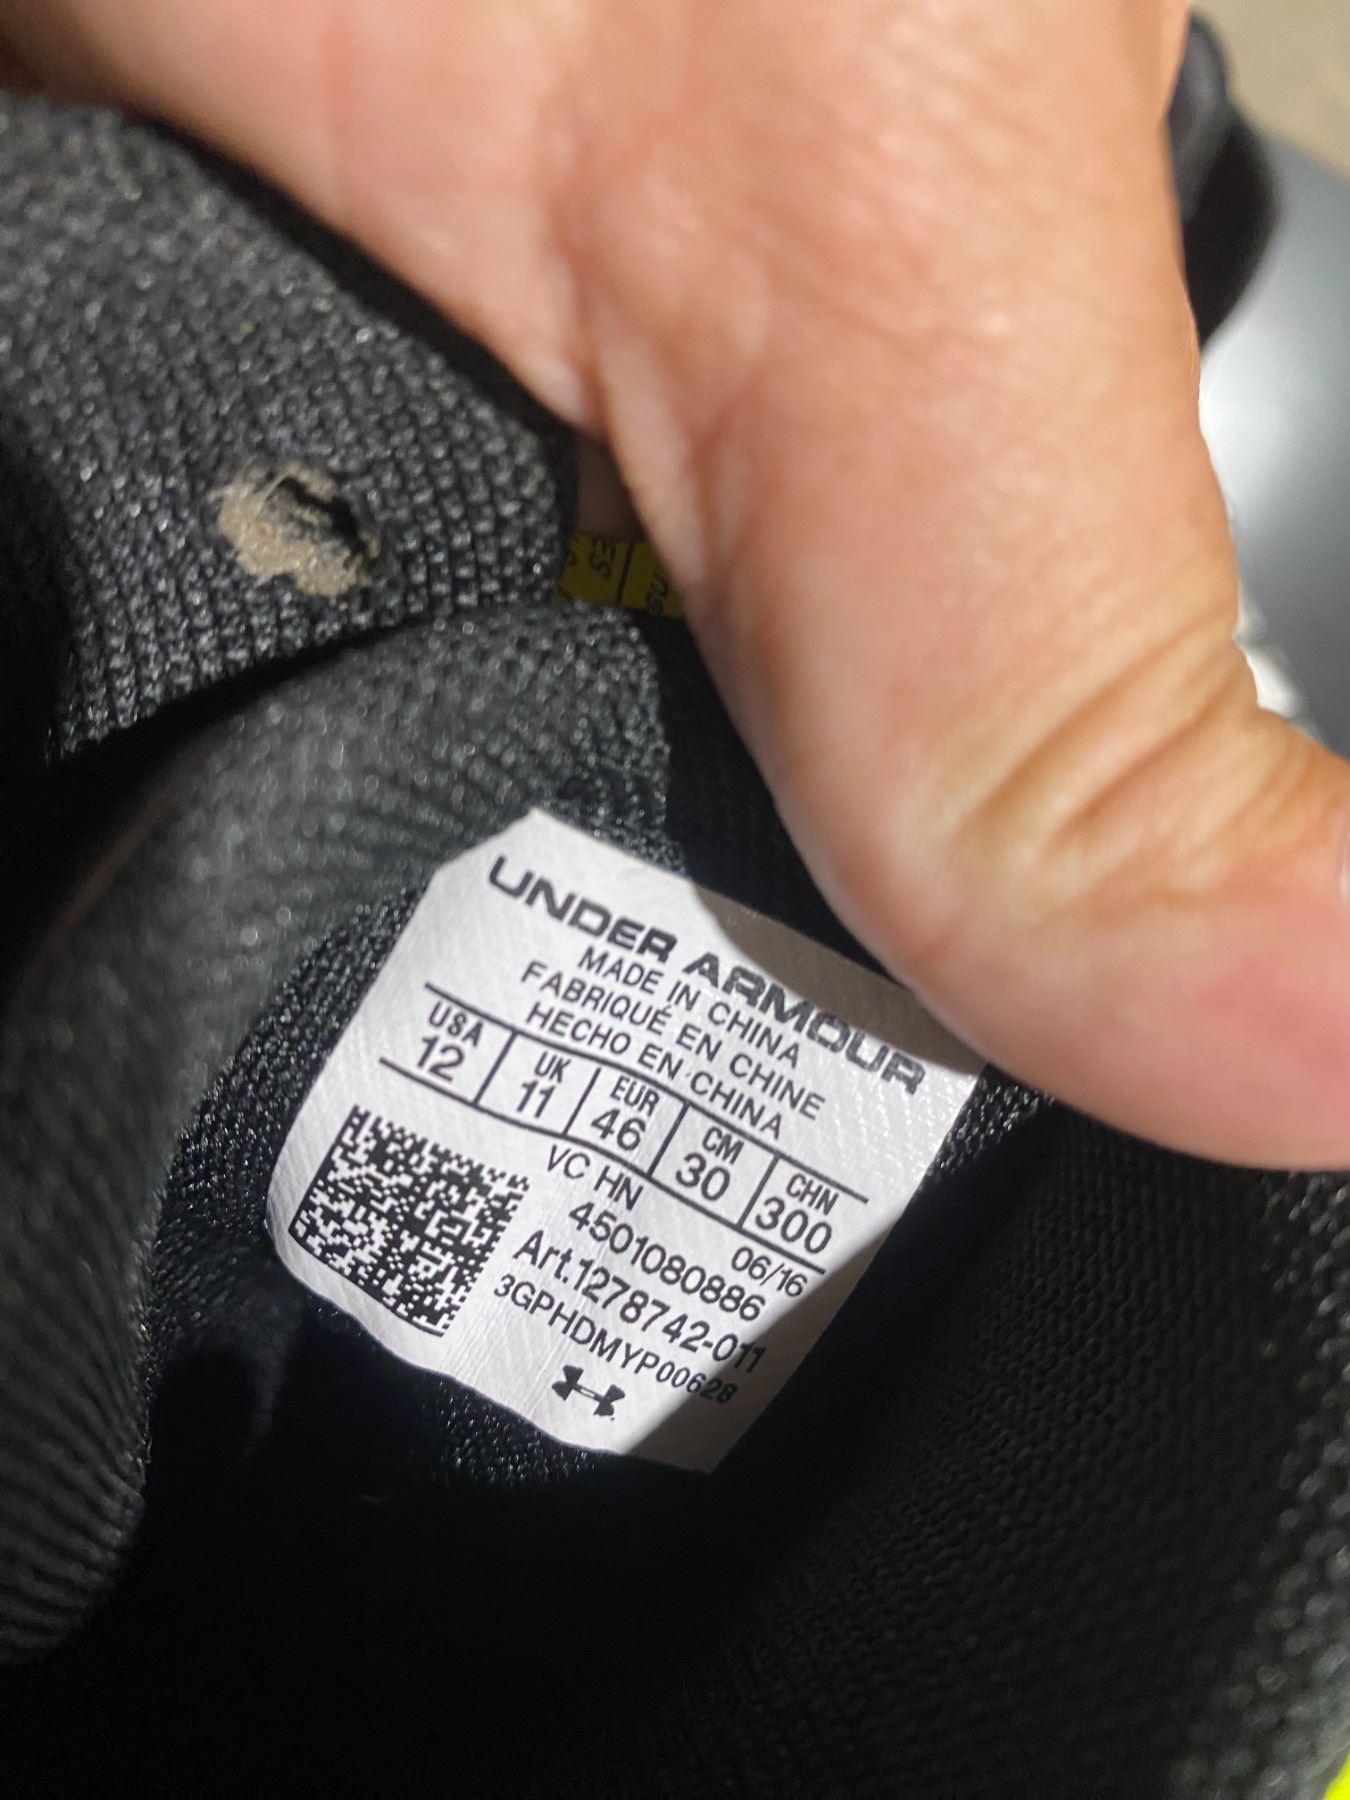 UNDER ARMOUR
MADE IN CHINA
FABRIQUÉ EN CHINE
HECHO EN CHINA
USA UK EUR CM CHN
12 11 46 30 300
VC HN 06/16
4501080886
Art.1278742-011
3GPHDMYP00628